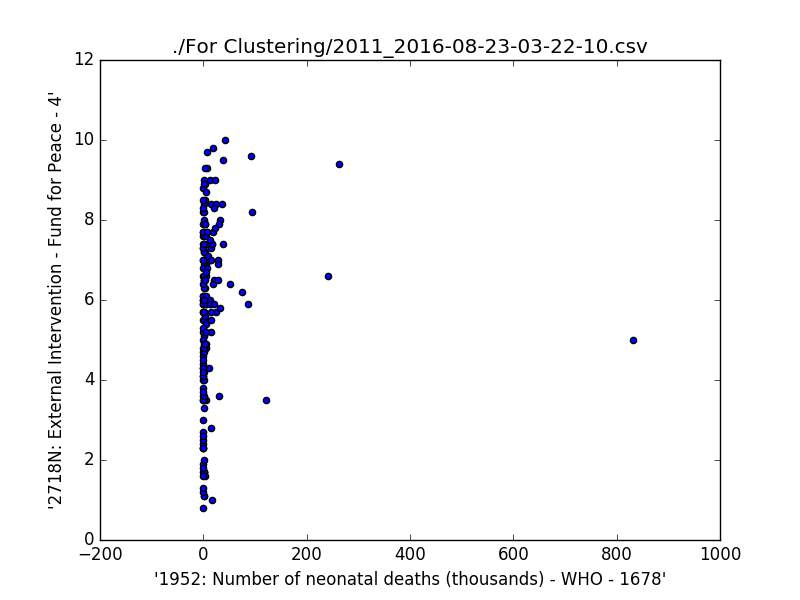 ./For Clustering/2011_2016-08-23-03-22-10.csv
'2718N: External Intervention - Fund for Peace - 4'
12
10
8
6
4
2
0
−200 0 200 400 600 800 1000
'1952: Number of neonatal deaths (thousands) - WHO - 1678'